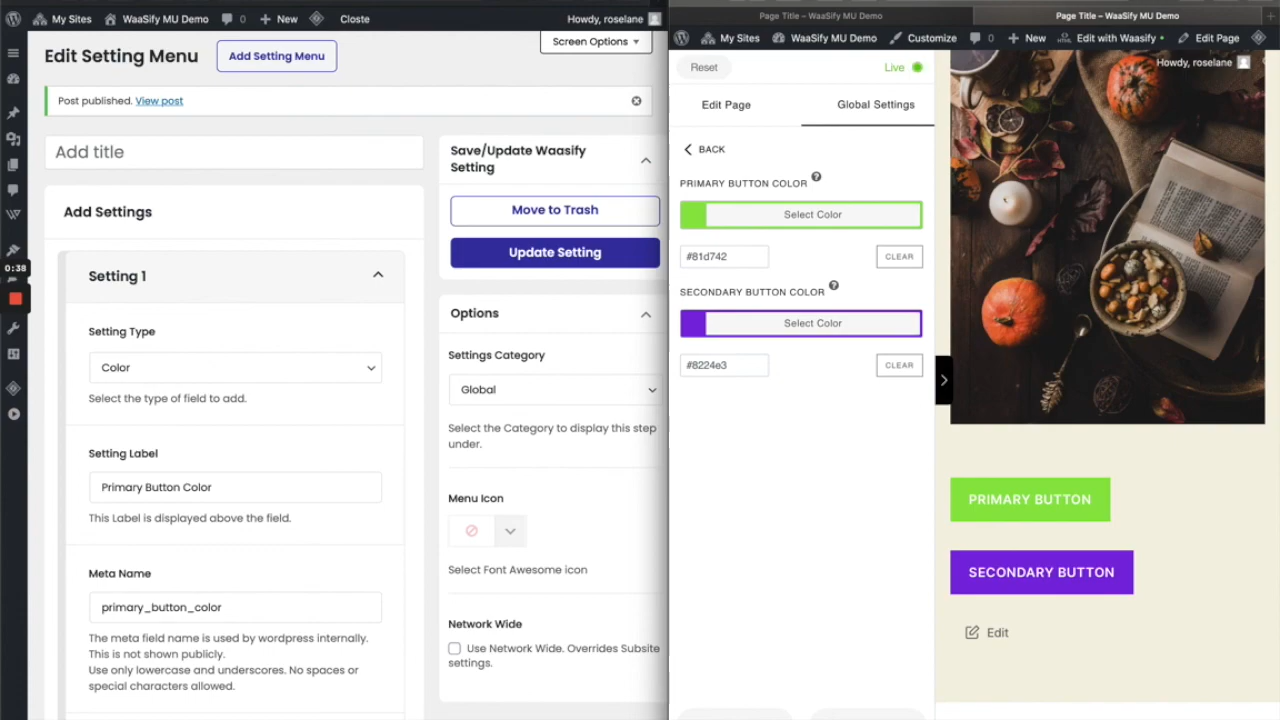 My Sites
WaaSify MU Demo
0
New
Closte
Howdy, roselane
Edit Setting Menu
Add Setting Menu
Screen Options
Post published. View post
Add title
Add Settings
Setting 1
Setting Type
Color
Select the type of field to add.
Setting Label
Primary Button Color
This Label is displayed above the field.
Meta Name
primary_button_color
The meta field name is used by wordpress internally.
This is not shown publicly.
Use only lowercase and underscores. No spaces or
special characters allowed.
0:38
Save/Update Waasify
Setting
Move to Trash
Update Setting
Options
Settings Category
Global
Select the Category to display this step
under.
Menu Icon
Select Font Awesome icon
Network Wide
Use Network Wide. Overrides Subsite
settings.
Page Title – WaaSify MU Demo
Page Title – WaaSify MU Demo
My Sites
WaaSify MU Demo
Customize
0
New
Edit with Waasify
Edit Page
Howdy, roselane
Reset
Live
Edit Page
Global Settings
BACK
PRIMARY BUTTON COLOR
Select Color
#81d742
CLEAR
SECONDARY BUTTON COLOR
Select Color
#8224e3
CLEAR
PRIMARY BUTTON
SECONDARY BUTTON
Edit